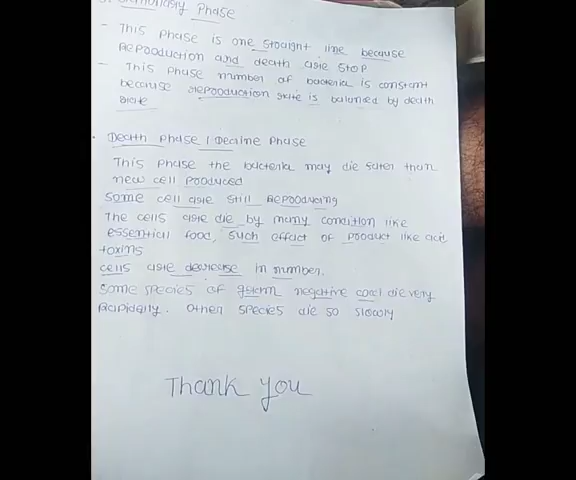 Stationary Phase
- This phase is one straight line because
Reproduction and death are stop
- This phase number of bacteria is constant
because reproduction rate is balanced by death
rate
• Death phase / Decline phase
This phase the bacteria may die than
new cell produced
some cell are still Reproducing
The cells are die by many condition like
essential food, such effect of product like acid
toxins
cells are decrease in number.
some species of gram negative die very
Rapidally. Other species die so slowly
Thank you